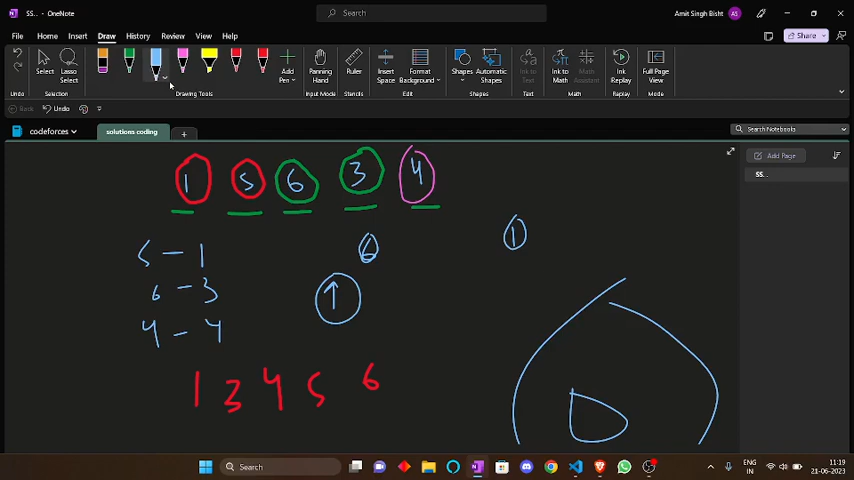 SS.. - OneNote
Search
Amit Singh Bisht
AM
File Home Insert Draw History Review View Help
Share
Undo
Select
Lasso Select
Add Pen
Panning Hand
Ruler
Insert Space
Format Background
Shapes
Automatic Shapes
Ink to Text
Ink to Math
Math Assistant
Ink Replay
Full Page View
Undo Selection Drawing Tools Input Mode Stencils Edit Shapes Convert Replay Mode
Back Undo
codeforces
solutions coding
+
Search Notebooks
Add Page
SS...
1 5 6 3 4
5 - 1
6
1
6 - 3
4 - 4
1 3 4 5 6
Search
ENG
IN
11:19
21-06-2023